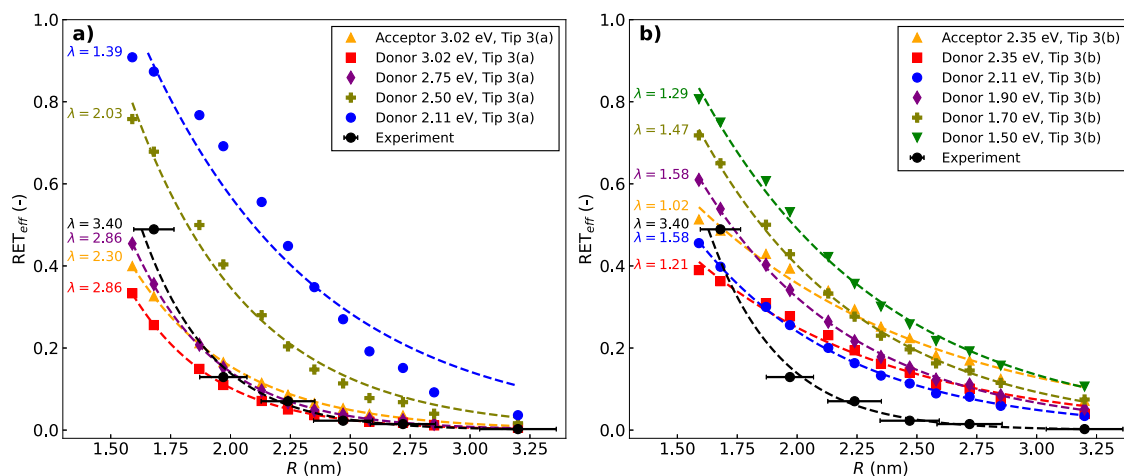 a)
Acceptor 3.02 eV, Tip 3(a)
Donor 3.02 eV, Tip 3(a)
Donor 2.75 eV, Tip 3(a)
Donor 2.50 eV, Tip 3(a)
Donor 2.11 eV, Tip 3(a)
Experiment
λ = 1.39
λ = 2.03
λ = 3.40
λ = 2.86
λ = 2.30
λ = 2.86
1.0
0.8
0.6
0.4
0.2
0.0
RETeff (-)
1.50 1.75 2.00 2.25 2.50 2.75 3.00 3.25
R (nm)
b)
Acceptor 2.35 eV, Tip 3(b)
Donor 2.35 eV, Tip 3(b)
Donor 2.11 eV, Tip 3(b)
Donor 1.90 eV, Tip 3(b)
Donor 1.70 eV, Tip 3(b)
Donor 1.50 eV, Tip 3(b)
Experiment
λ = 1.29
λ = 1.47
λ = 1.58
λ = 1.02
λ = 3.40
λ = 1.58
λ = 1.21
1.0
0.8
0.6
0.4
0.2
0.0
RETeff (-)
1.50 1.75 2.00 2.25 2.50 2.75 3.00 3.25
R (nm)